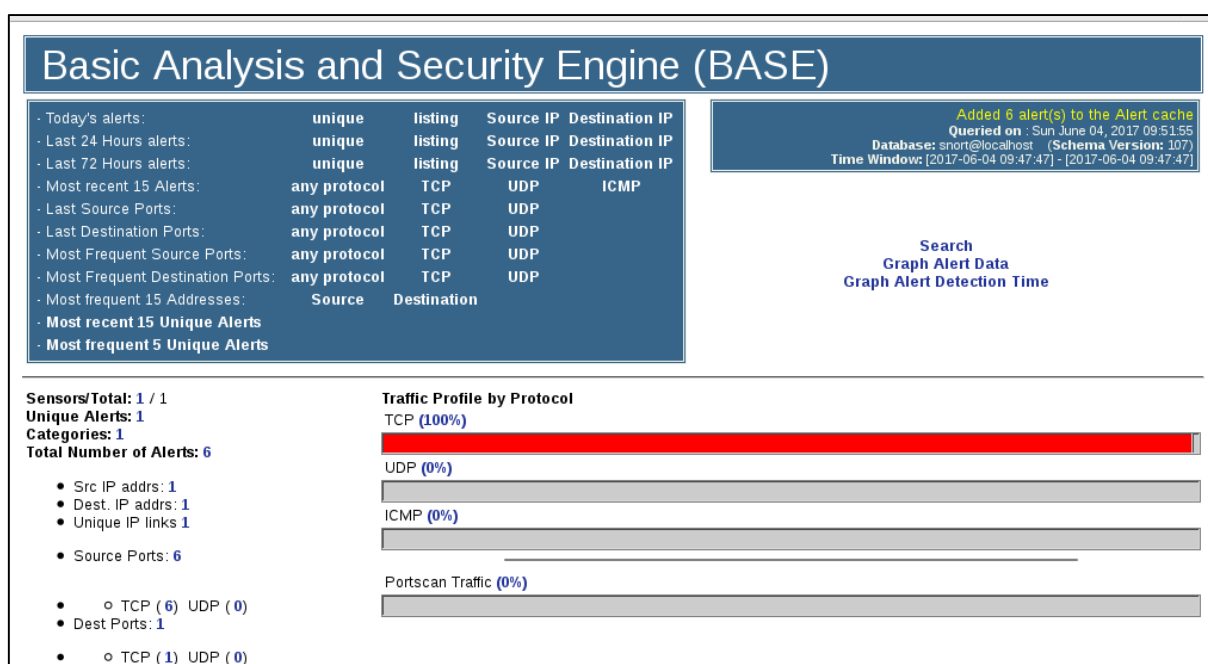 Basic Analysis and Security Engine (BASE)
- Today's alerts: unique listing Source IP Destination IP
- Last 24 Hours alerts: unique listing Source IP Destination IP
- Last 72 Hours alerts: unique listing Source IP Destination IP
- Most recent 15 Alerts: any protocol TCP UDP ICMP
- Last Source Ports: any protocol TCP UDP
- Last Destination Ports: any protocol TCP UDP
- Most Frequent Source Ports: any protocol TCP UDP
- Most Frequent Destination Ports: any protocol TCP UDP
- Most frequent 15 Addresses: Source Destination
- Most recent 15 Unique Alerts
- Most frequent 5 Unique Alerts
Added 6 alert(s) to the Alert cache
Queried on : Sun June 04, 2017 09:51:55
Database: snort@localhost (Schema Version: 107)
Time Window: [2017-06-04 09:47:47] - [2017-06-04 09:47:47]
Search
Graph Alert Data
Graph Alert Detection Time
Sensors/Total: 1 / 1
Unique Alerts: 1
Categories: 1
Total Number of Alerts: 6
• Src IP addrs: 1
• Dest. IP addrs: 1
• Unique IP links 1
• Source Ports: 6
• ○ TCP ( 6) UDP ( 0)
• Dest Ports: 1
• ○ TCP ( 1) UDP ( 0)
Traffic Profile by Protocol
TCP (100%)
UDP (0%)
ICMP (0%)
Portscan Traffic (0%)